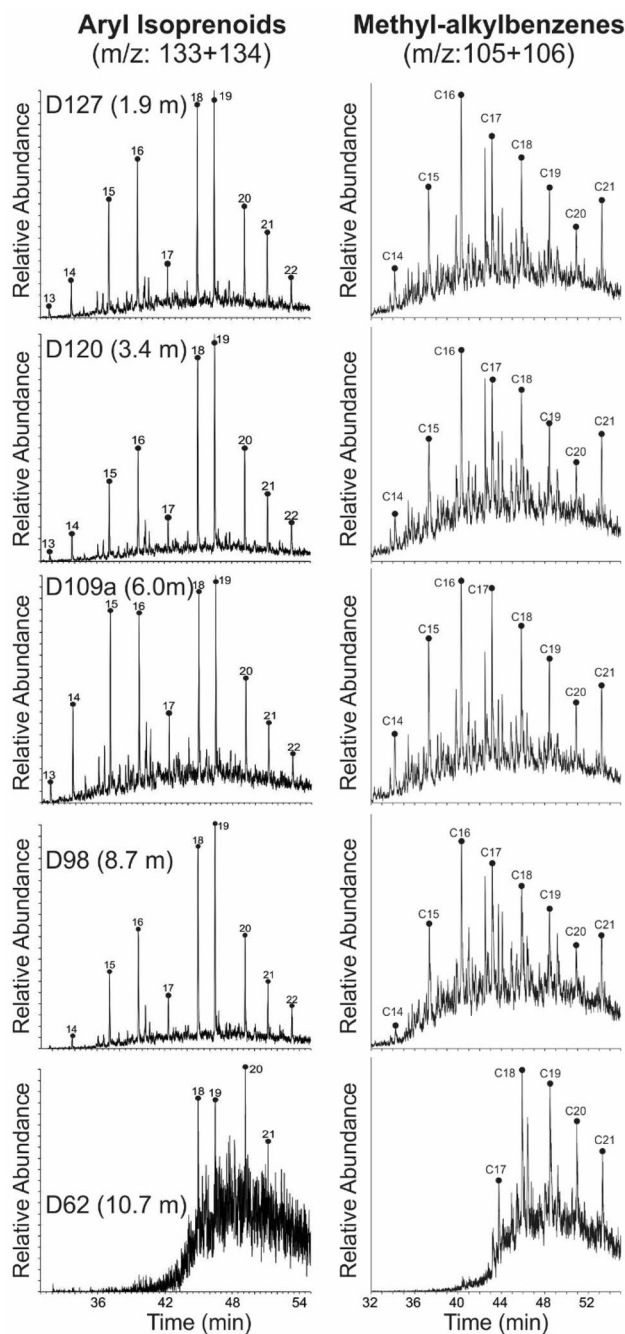 Aryl Isoprenoids
(m/z: 133+134)
Methyl-alkylbenzenes
(m/z:105+106)
Relative Abundance
D127 (1.9 m)
13
14
15
16
17
18
19
20
21
22
Relative Abundance
C14
C15
C16
C17
C18
C19
C20
C21
Relative Abundance
D120 (3.4 m)
13
14
15
16
17
18
19
20
21
22
Relative Abundance
C14
C15
C16
C17
C18
C19
C20
C21
Relative Abundance
D109a (6.0m)
13
14
15
16
17
18
19
20
21
22
Relative Abundance
C14
C15
C16
C17
C18
C19
C20
C21
Relative Abundance
D98 (8.7 m)
14
15
16
17
18
19
20
21
22
Relative Abundance
C14
C15
C16
C17
C18
C19
C20
C21
Relative Abundance
D62 (10.7 m)
18
19
20
21
36 42 48 54
Time (min)
Relative Abundance
C17
C18
C19
C20
C21
32 36 40 44 48 52
Time (min)